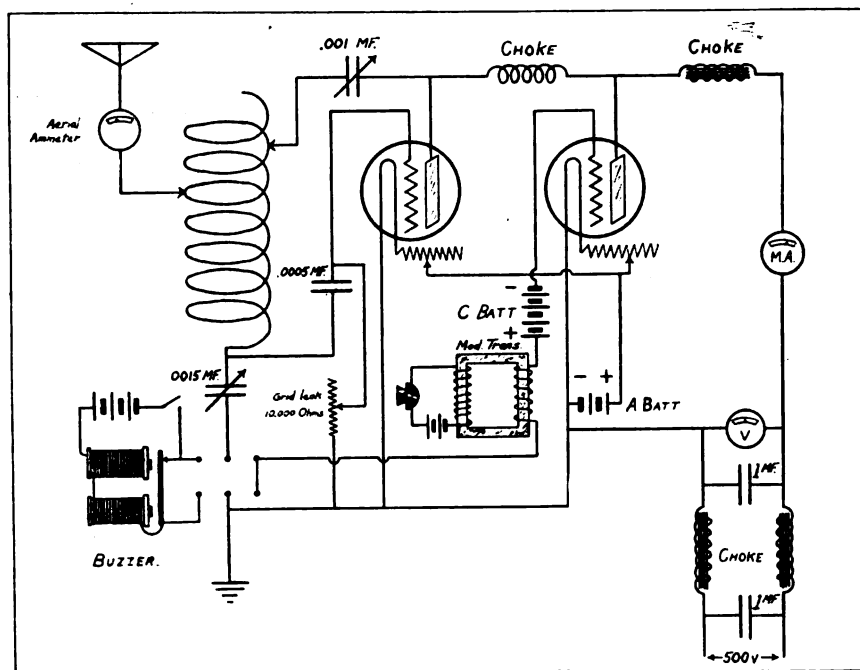 .001 MF.
CHOKE
CHOKE
Aerial
Ammeter
M.A.
.0005 MF.
-
C BATT
+
Mod. Trans.
.0015 MF.
Grid leak
10.000 Ohms
- +
A BATT
V
1 MF.
BUZZER.
CHOKE
1 MF.
500 V